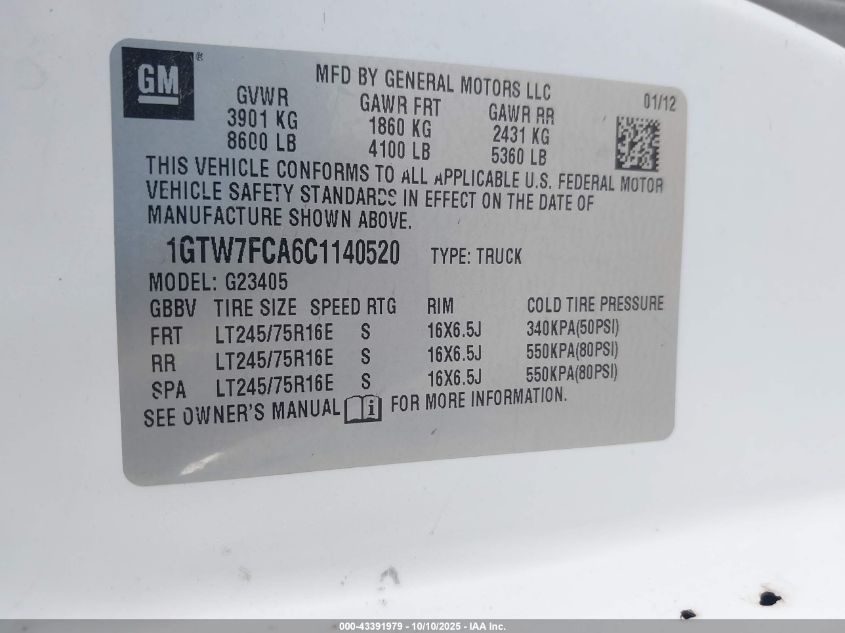 GM®
MFD BY GENERAL MOTORS LLC
01/12
GVWR GAWR FRT GAWR RR
3901 KG 1860 KG 2431 KG
8600 LB 4100 LB 5360 LB
THIS VEHICLE CONFORMS TO ALL APPLICABLE U.S. FEDERAL MOTOR
VEHICLE SAFETY STANDARDS IN EFFECT ON THE DATE OF
MANUFACTURE SHOWN ABOVE.
1GTW7FCA6C1140520 TYPE: TRUCK
MODEL: G23405
GBBV TIRE SIZE SPEED RTG RIM COLD TIRE PRESSURE
FRT LT245/75R16E S 16X6.5J 340KPA(50PSI)
RR LT245/75R16E S 16X6.5J 550KPA(80PSI)
SPA LT245/75R16E S 16X6.5J 550KPA(80PSI)
SEE OWNER'S MANUAL i FOR MORE INFORMATION.
000-43391979 - 10/10/2025 - IAA Inc.